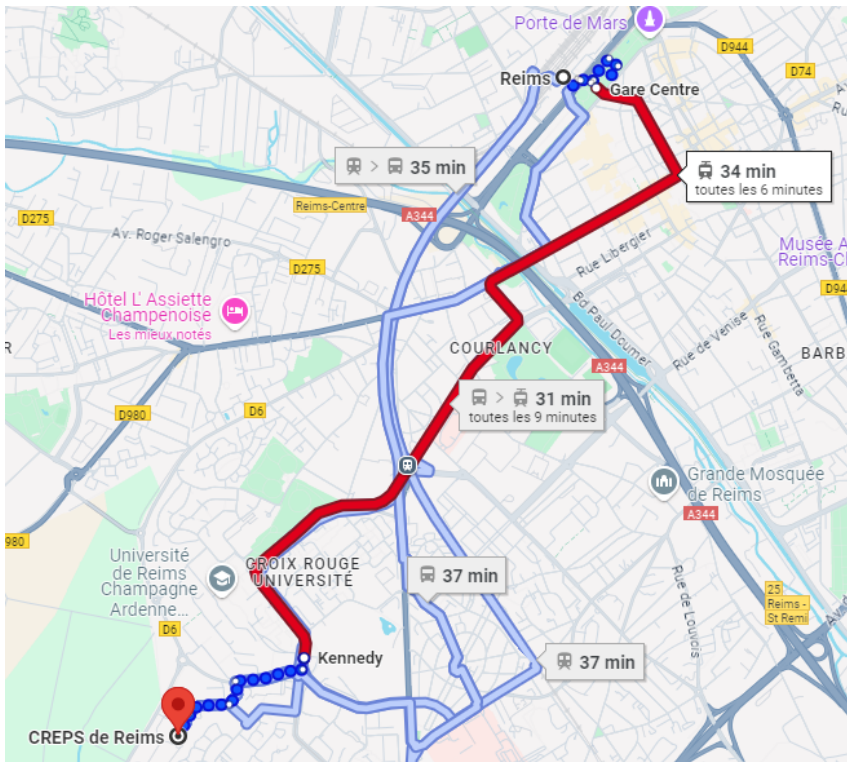 Porte de Mars
D944
D74
Reims
Gare Centre
35 min
34 min
toutes les 6 minutes
Reims-Centre
A344
D275
Av. Roger Salengro
D275
Rue Libergier
Musée A
Reims-C
D94
Hôtel L' Assiette
Champenoise
Les mieux notés
Bd Paul Doumer
Rue de Venise
Rue Gambetta
R
COURLANCY
BARB
A344
D6
31 min
toutes les 9 minutes
D980
Grande Mosquée
de Reims
A344
980
Université
de Reims
Champagne
Ardenne...
CROIX ROUGE
UNIVERSITÉ
37 min
Rue de Louvois
25
Reims -
St Remi
D6
Kennedy
37 min
CREPS de Reims